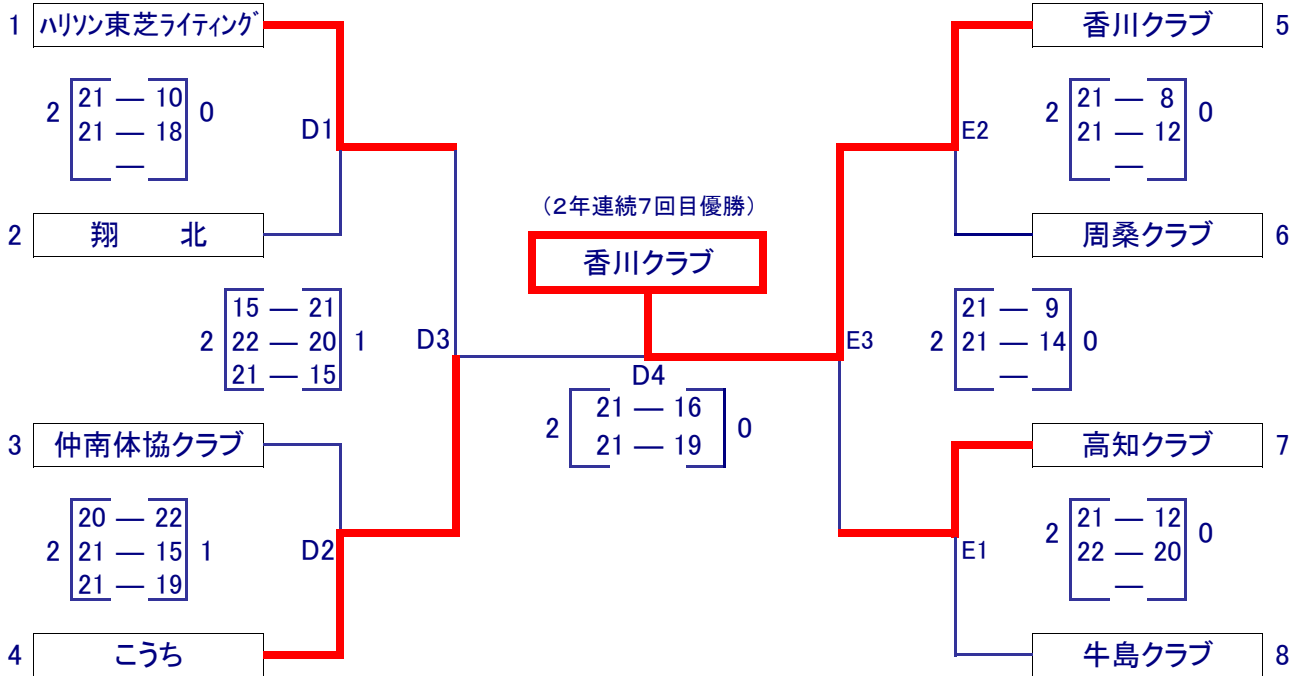 1 ハリソン東芝ライティング
香川クラブ 5
2 21 ― 10 0
21 ― 18
―
D1
2 21 ― 8 0
21 ― 12
―
E2
(2年連続7回目優勝)
2 翔 北
香川クラブ
周桑クラブ 6
15 ― 21
2 22 ― 20 1
21 ― 15
D3
E3
21 ― 9
2 21 ― 14 0
―
D4
21 ― 16
2 0
21 ― 19
3 仲南体協クラブ
高知クラブ 7
20 ― 22
2 21 ― 15 1
21 ― 19
D2
E1
2 21 ― 12 0
22 ― 20
―
4 こうち
牛島クラブ 8